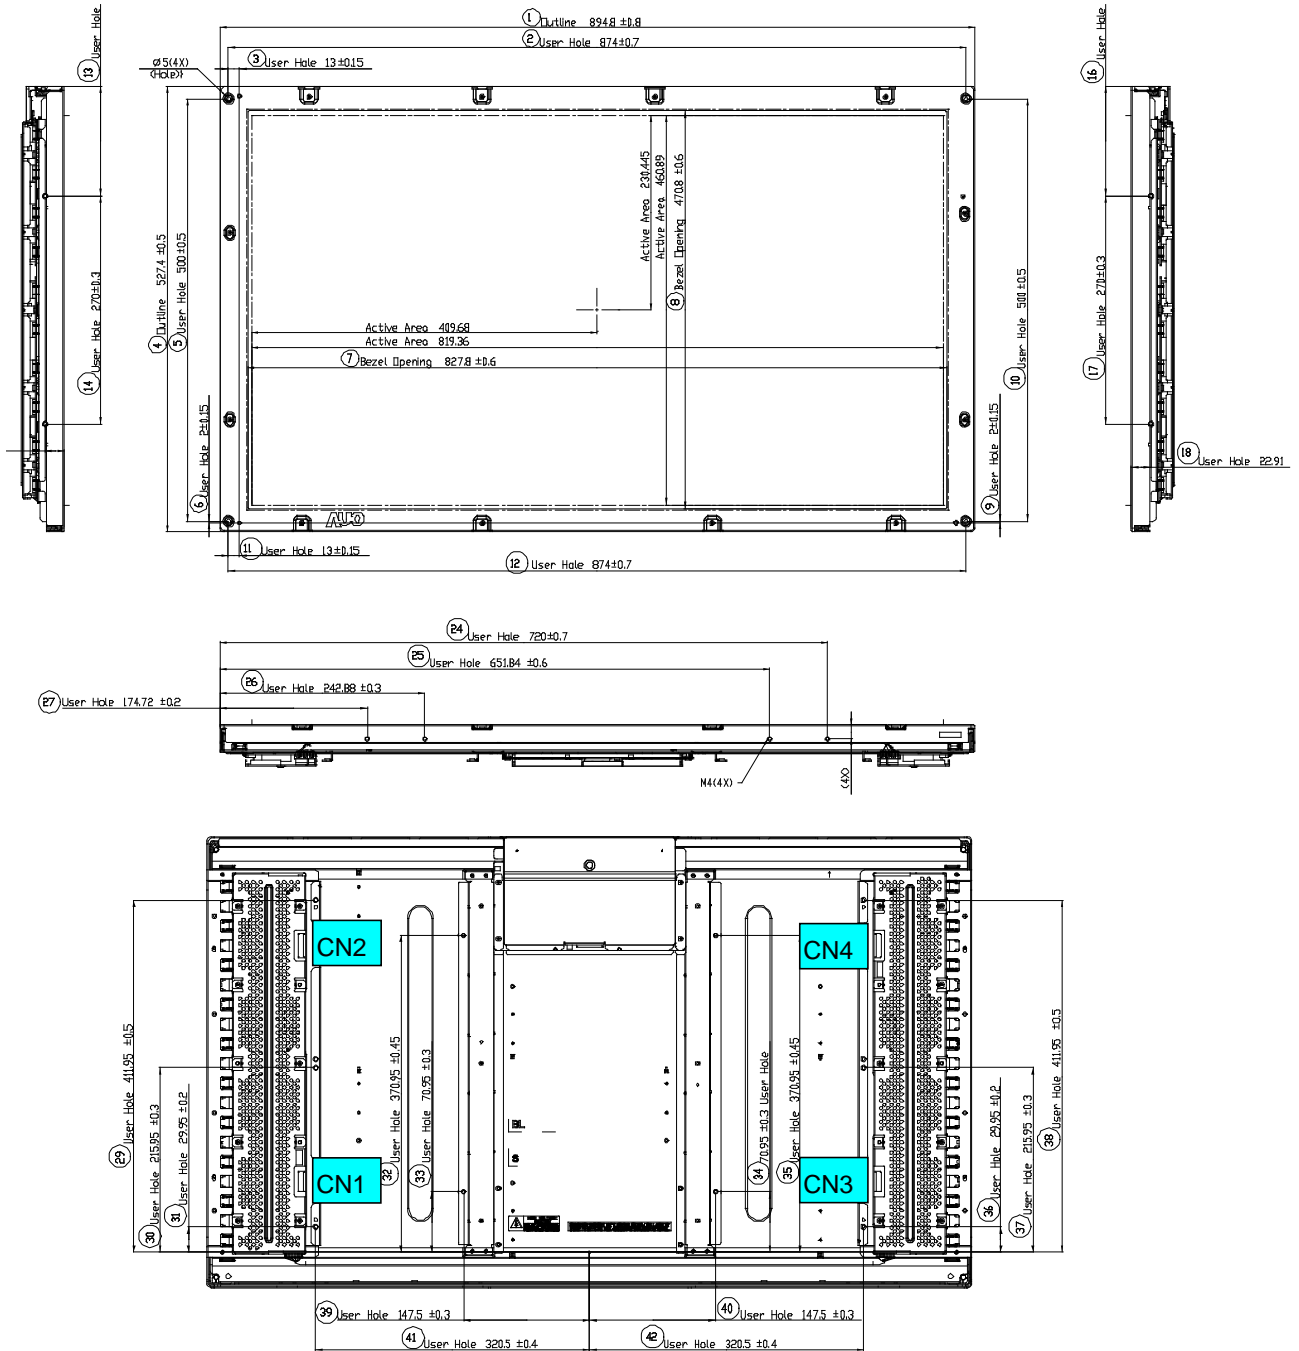 1 Outline 894.8 ±0.8
2 User Hole 874±0.7
3 User Hole 13±0.15
Ø5(4X)
(Hole)
13 User Hole
16 User Hole
4 Outline 527.4 ±0.5
5 User Hole 500±0.5
6 User Hole 2±0.15
Active Area 230.445
Active Area 460.89
8 Bezel Opening 470.8 ±0.6
Active Area 409.68
Active Area 819.36
7 Bezel Opening 827.8 ±0.6
10 User Hole 500 ±0.5
9 User Hole 2±0.15
14 User Hole 270±0.3
17 User Hole 270±0.3
18 User Hole 22.91
AUO
11 User Hole 13±0.15
12 User Hole 874±0.7
24 User Hole 720±0.7
25 User Hole 651.84 ±0.6
26 User Hole 242.88 ±0.3
27 User Hole 174.72 ±0.2
M4(4X)
(4X)
CN2
CN4
CN1
CN3
29 User Hole 411.95 ±0.5
30 User Hole 215.95 ±0.3
31 User Hole 29.95 ±0.2
32 User Hole 370.95 ±0.45
33 User Hole 70.95 ±0.3
BL
S
34 70.95 ±0.3 User Hole
35 User Hole 370.95 ±0.45
36 User Hole 29.95 ±0.2
37 User Hole 215.95 ±0.3
38 User Hole 411.95 ±0.5
39 User Hole 147.5 ±0.3
40 User Hole 147.5 ±0.3
41 User Hole 320.5 ±0.4
42 User Hole 320.5 ±0.4